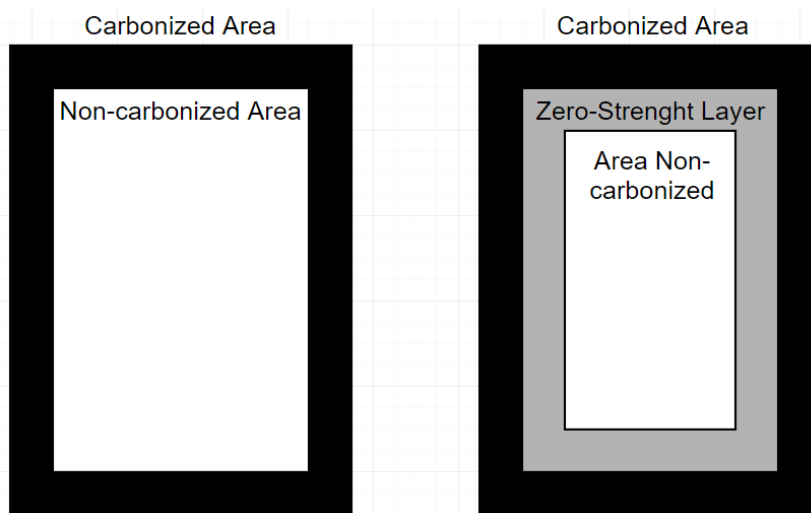 Carbonized Area
Non-carbonized Area
Carbonized Area
Zero-Strenght Layer
Area Non-
carbonized